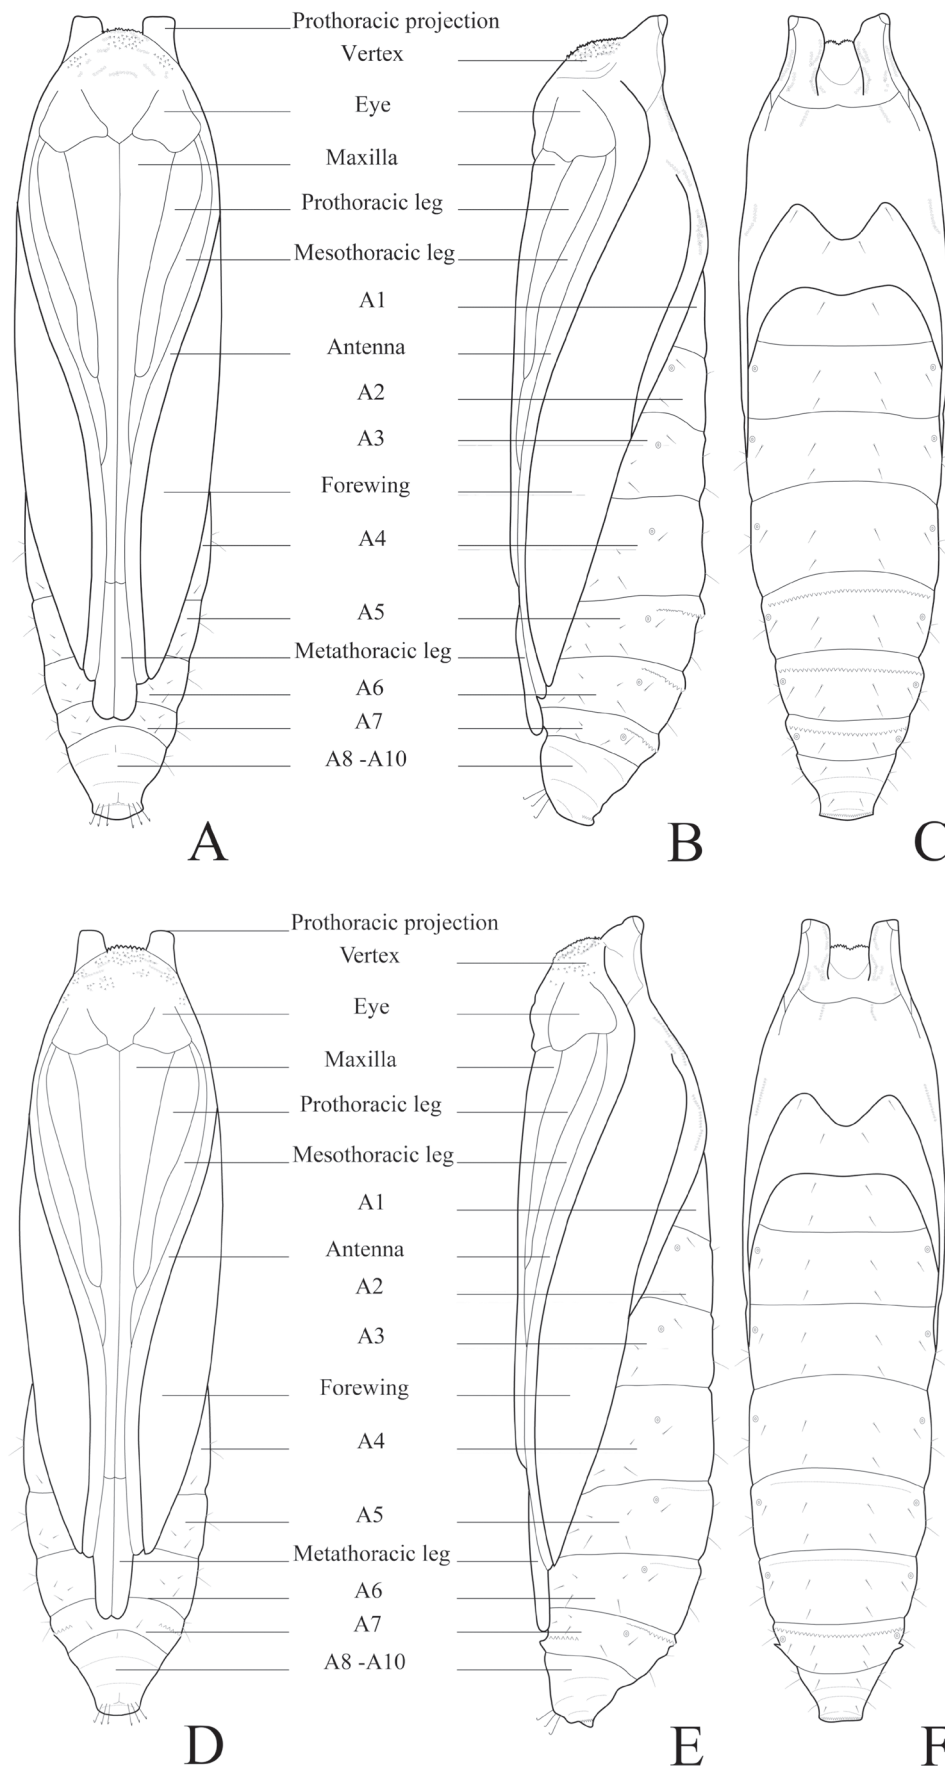 Prothoracic projection
Vertex
Eye
Maxilla
Prothoracic leg
Mesothoracic leg
A1
Antenna
A2
A3
Forewing
A4
A5
Metathoracic leg
A6
A7
A8 -A10
A
B
C
Prothoracic projection
Vertex
Eye
Maxilla
Prothoracic leg
Mesothoracic leg
A1
Antenna
A2
A3
Forewing
A4
A5
Metathoracic leg
A6
A7
A8 -A10
D
E
F